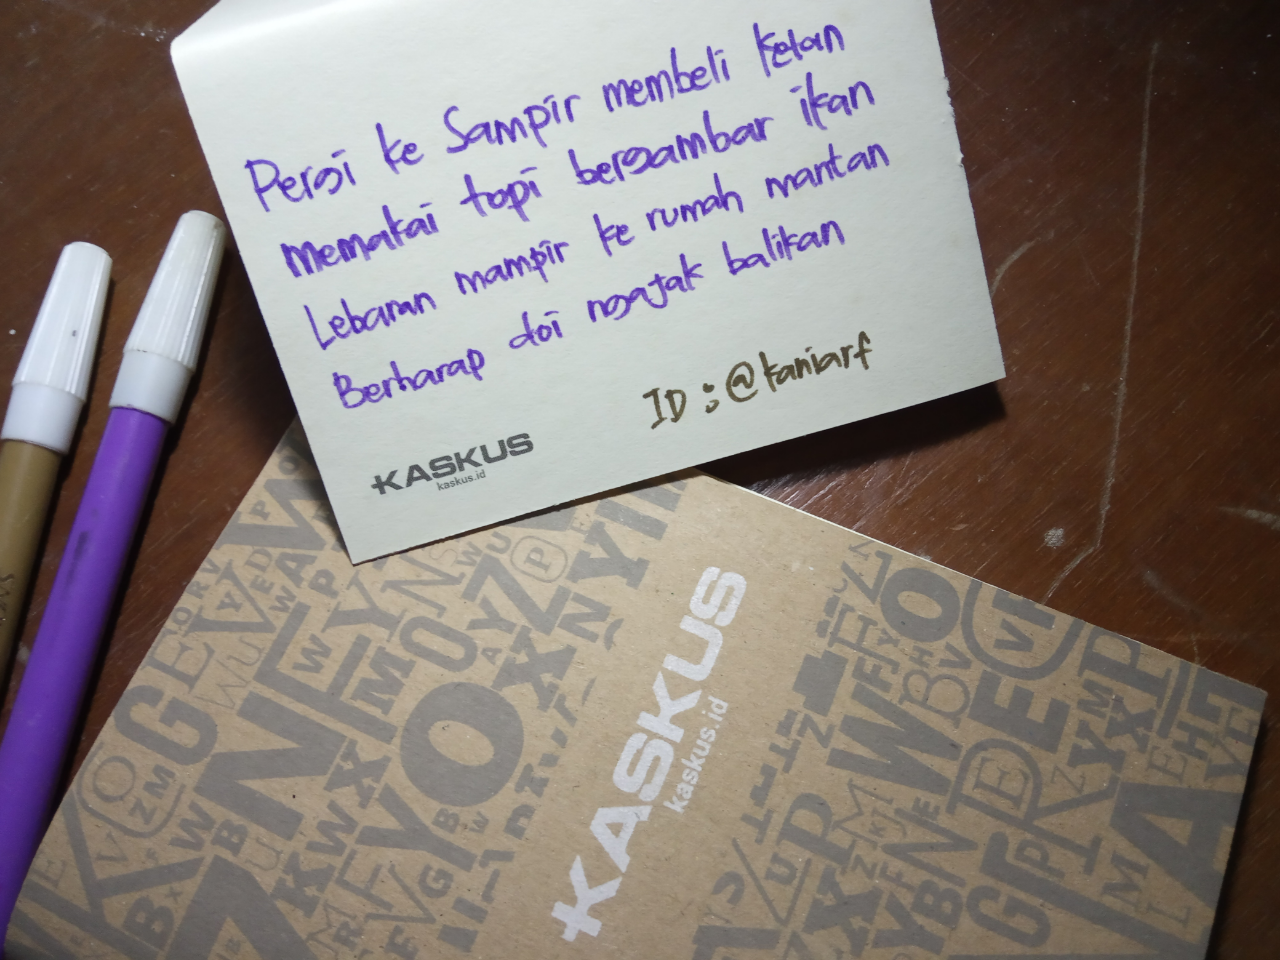 Pergi ke Sampir membeli ketan
memakai topi bergambar ikan
Lebaran mampir ke rumah mantan
Berharap doi ngajak balikan
ID : @kaniarf
KASKUS
kaskus.id
KASKUS
kaskus.id